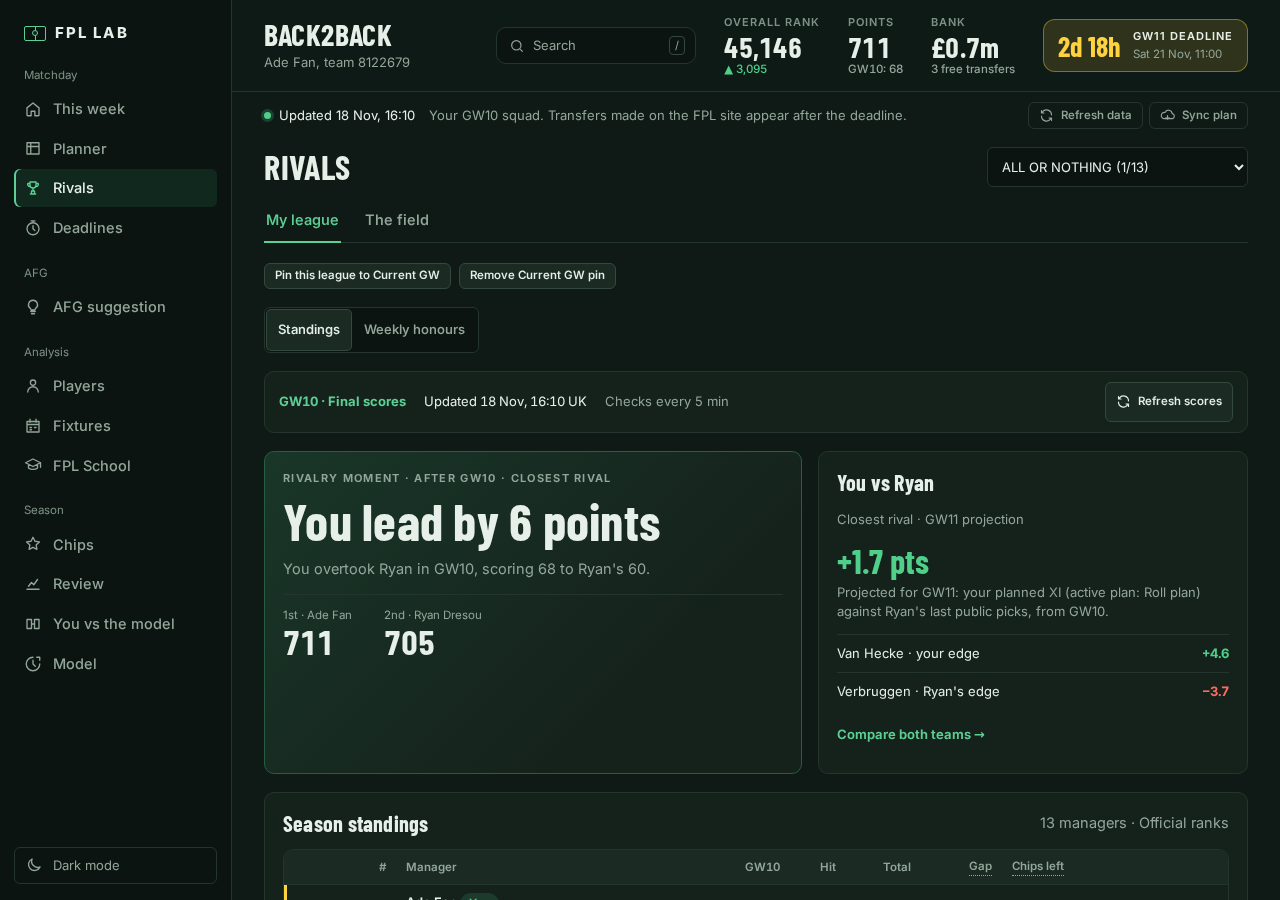 FPL LAB
Matchday
This week
Planner
Rivals
Deadlines
AFG
AFG suggestion
Analysis
Players
Fixtures
FPL School
Season
Chips
Review
You vs the model
Model
Dark mode
BACK2BACK
Ade Fan, team 8122679
Search
/
OVERALL RANK
45,146
▲ 3,095
POINTS
711
GW10: 68
BANK
£0.7m
3 free transfers
2d 18h
GW11 DEADLINE
Sat 21 Nov, 11:00
Updated 18 Nov, 16:10 Your GW10 squad. Transfers made on the FPL site appear after the deadline.
Refresh data
Sync plan
RIVALS
ALL OR NOTHING (1/13)
My league
The field
Pin this league to Current GW
Remove Current GW pin
Standings
Weekly honours
GW10 · Final scores Updated 18 Nov, 16:10 UK Checks every 5 min
Refresh scores
RIVALRY MOMENT · AFTER GW10 · CLOSEST RIVAL
You lead by 6 points
You overtook Ryan in GW10, scoring 68 to Ryan's 60.
1st · Ade Fan
711
2nd · Ryan Dresou
705
You vs Ryan
Closest rival · GW11 projection
+1.7 pts
Projected for GW11: your planned XI (active plan: Roll plan)
against Ryan's last public picks, from GW10.
Van Hecke · your edge +4.6
Verbruggen · Ryan's edge −3.7
Compare both teams →
Season standings
13 managers · Official ranks
# Manager GW10 Hit Total Gap Chips left